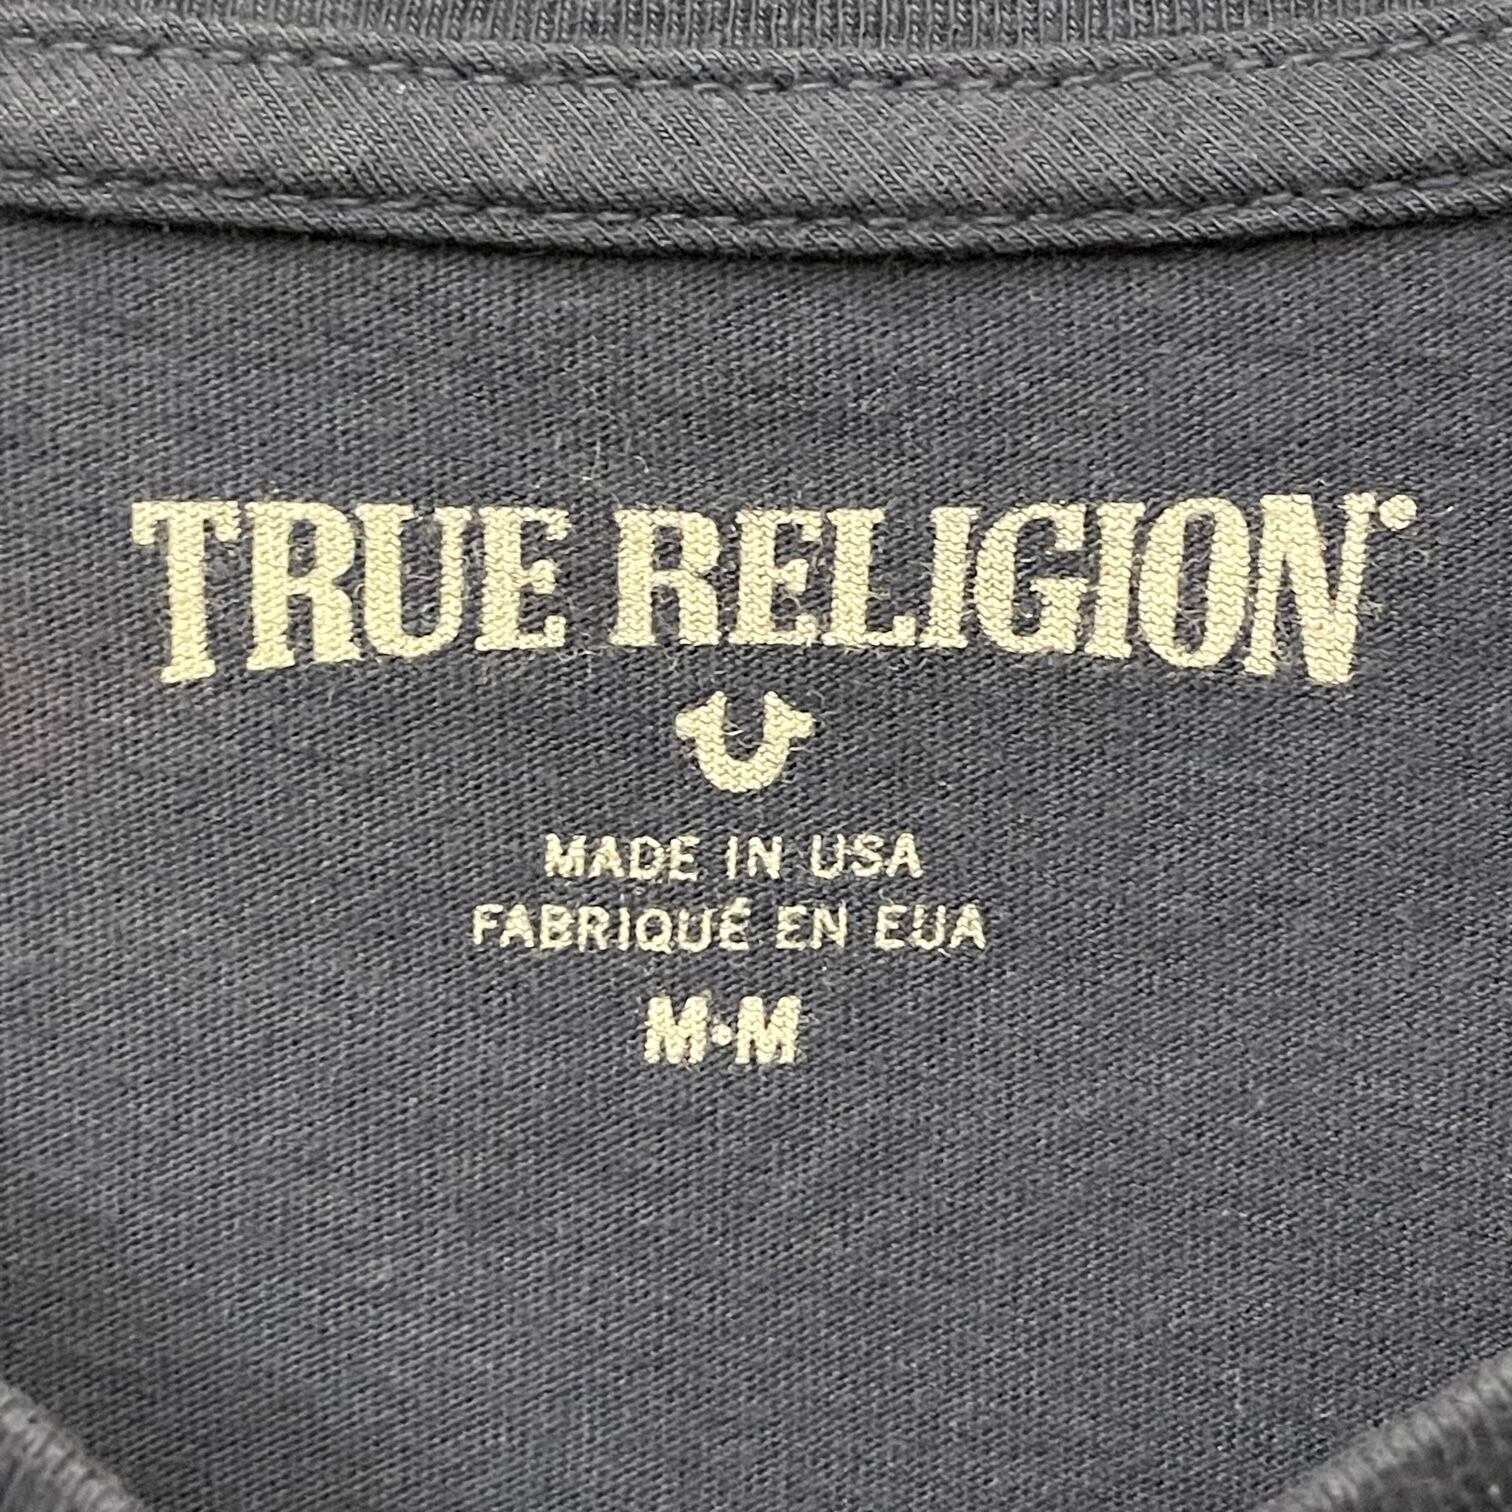 TRUE RELIGION
MADE IN USA
FABRIQUÉ EN EUA
M·M